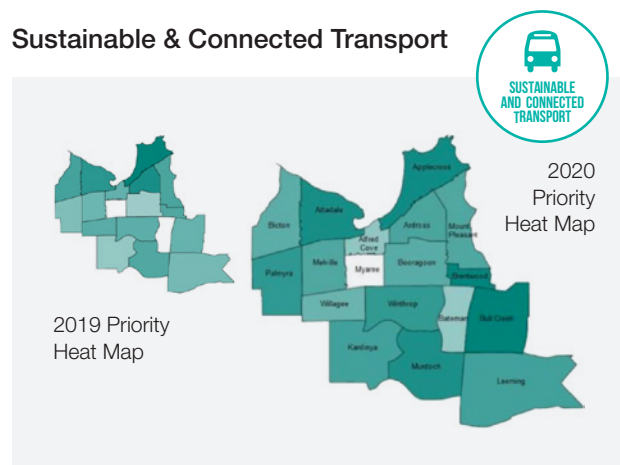 Sustainable & Connected Transport
SUSTAINABLE
AND CONNECTED
TRANSPORT
2020
Priority
Heat Map
Applecross
Attadale
Bicton
Ardross
Mount
Pleasant
Alfred
Cove
Melville
Myaree
Booragoon
Palmyra
Brentwood
Willagee
Winthrop
Bateman
Bull Creek
Kardinya
Murdoch
Leeming
2019 Priority
Heat Map